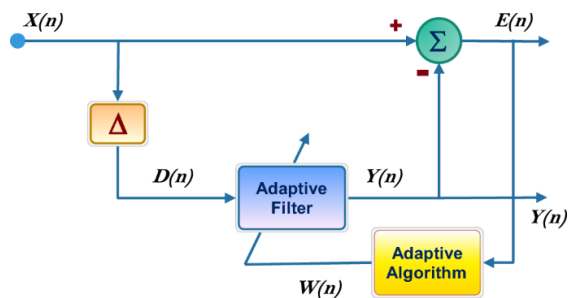 X(n)
E(n)
+
Σ
-
Δ
D(n)
Adaptive
Filter
Y(n)
Y(n)
Adaptive
Algorithm
W(n)